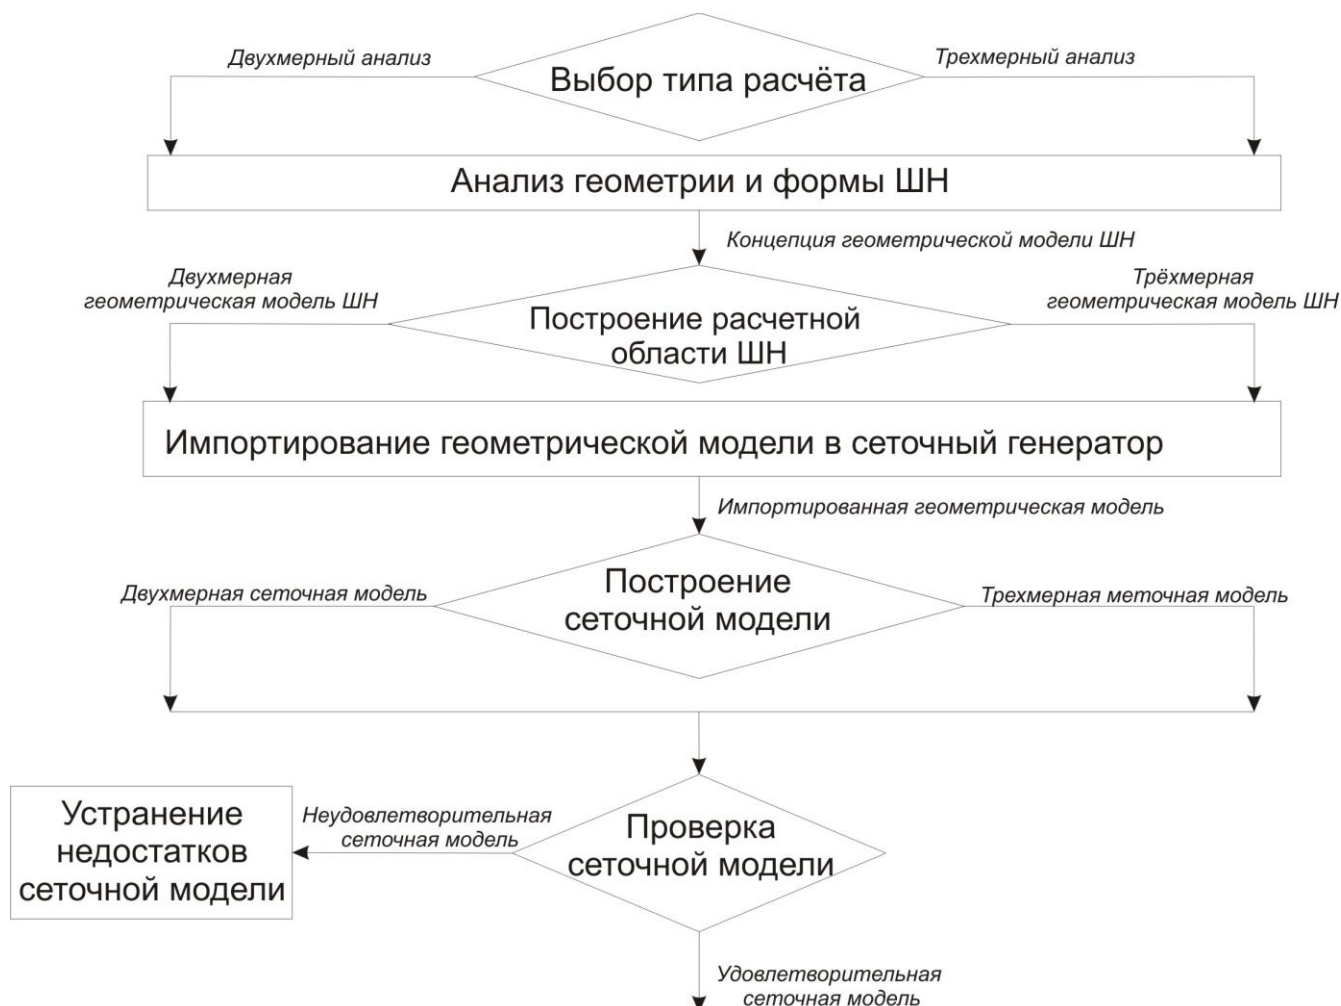 Двухмерный анализ
Выбор типа расчёта
Трехмерный анализ
Анализ геометрии и формы ШН
Концепция геометрической модели ШН
Двухмерная
геометрическая модель ШН
Трёхмерная
геометрическая модель ШН
Построение расчетной
области ШН
Импортирование геометрической модели в сеточный генератор
Импортированная геометрическая модель
Двухмерная сеточная модель
Построение
сеточной модели
Трехмерная меточная модель
Устранение
недостатков
сеточной модели
Неудовлетворительная
сеточная модель
Проверка
сеточной модели
Удовлетворительная
сеточная модель